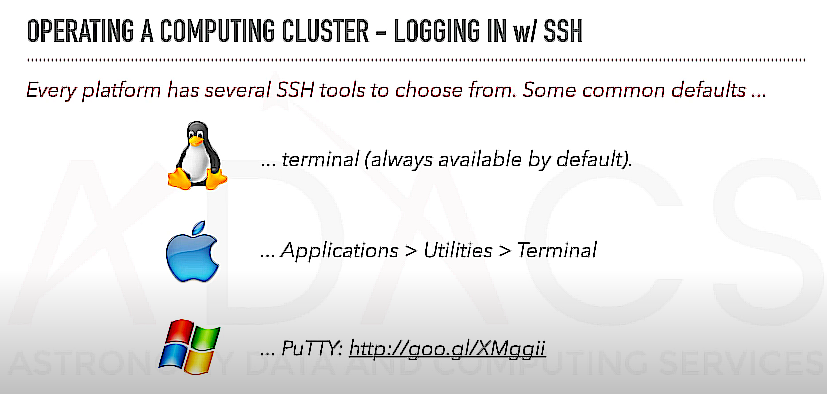 OPERATING A COMPUTING CLUSTER – LOGGING IN w/ SSH
Every platform has several SSH tools to choose from. Some common defaults ...
... terminal (always available by default).
... Applications > Utilities > Terminal
... PuTTY: http://goo.gl/XMggii
ADACS
ASTRONOMY DATA AND COMPUTING SERVICES